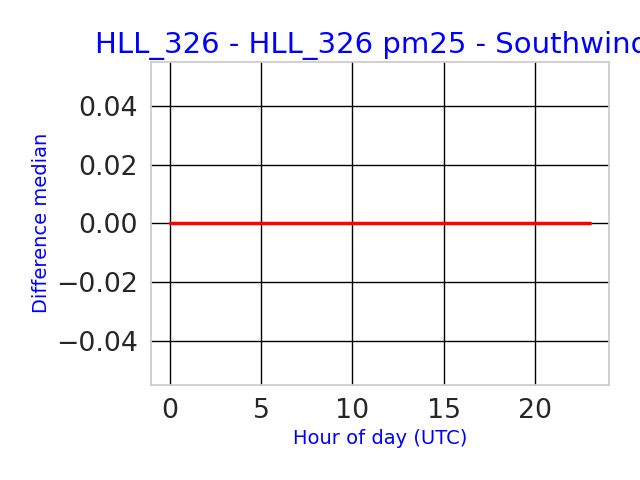 HLL_326 - HLL_326 pm25 - Southwind
0.04
0.02
0.00
−0.02
−0.04
Difference median
0 5 10 15 20
Hour of day (UTC)